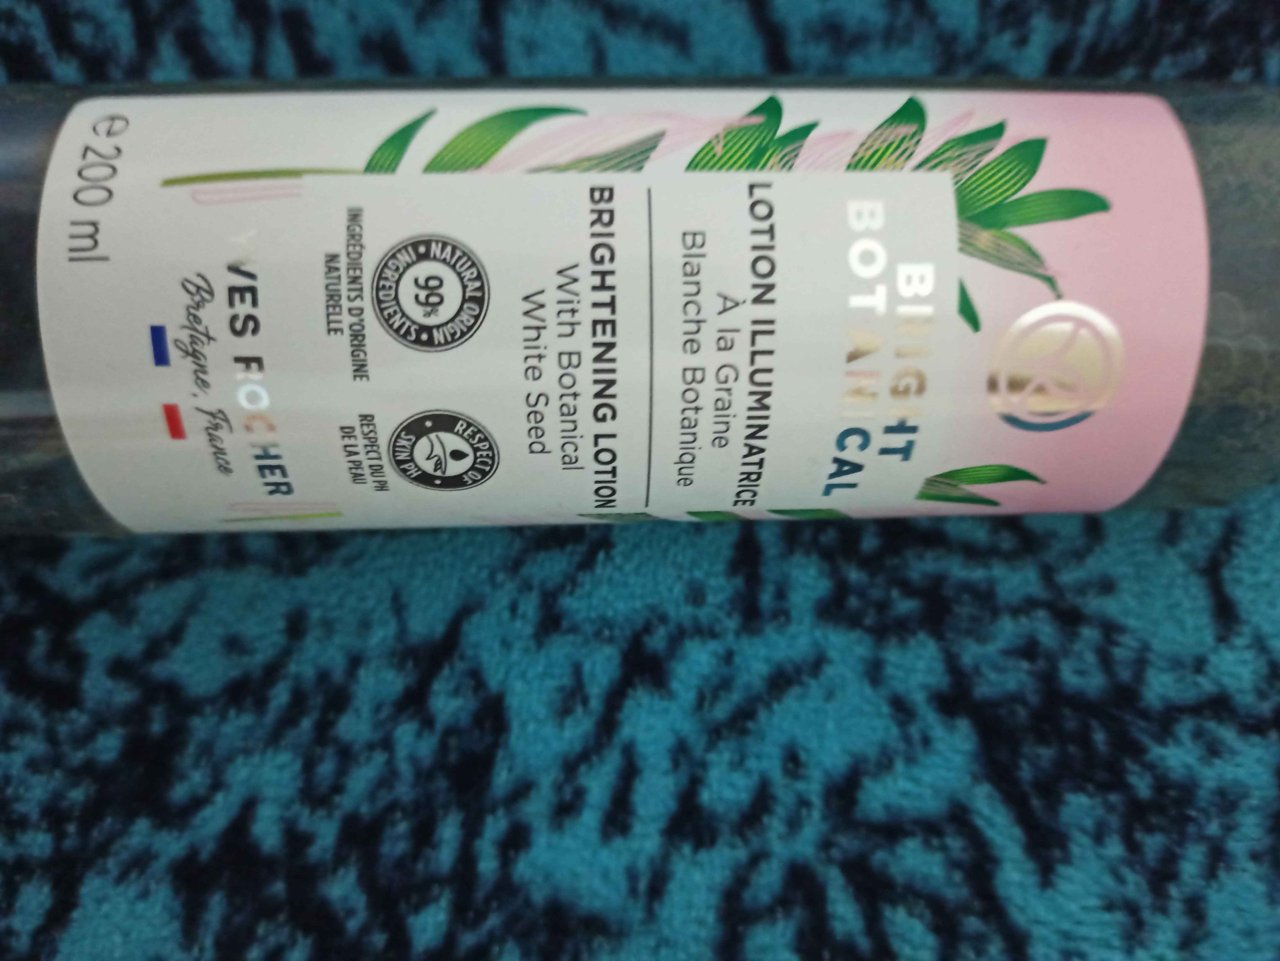 BRIGHT
BOTANICAL
LOTION ILLUMINATRICE
À la Graine
Blanche Botanique
BRIGHTENING LOTION
With Botanical
White Seed
NATURAL ORIGIN
99%
INGREDIENTS
INGRÉDIENTS D'ORIGINE
NATURELLE
RESPECT OF
SKIN PH
RESPECT DU PH
DE LA PEAU
YVES ROCHER
Bretagne, France
e 200 ml